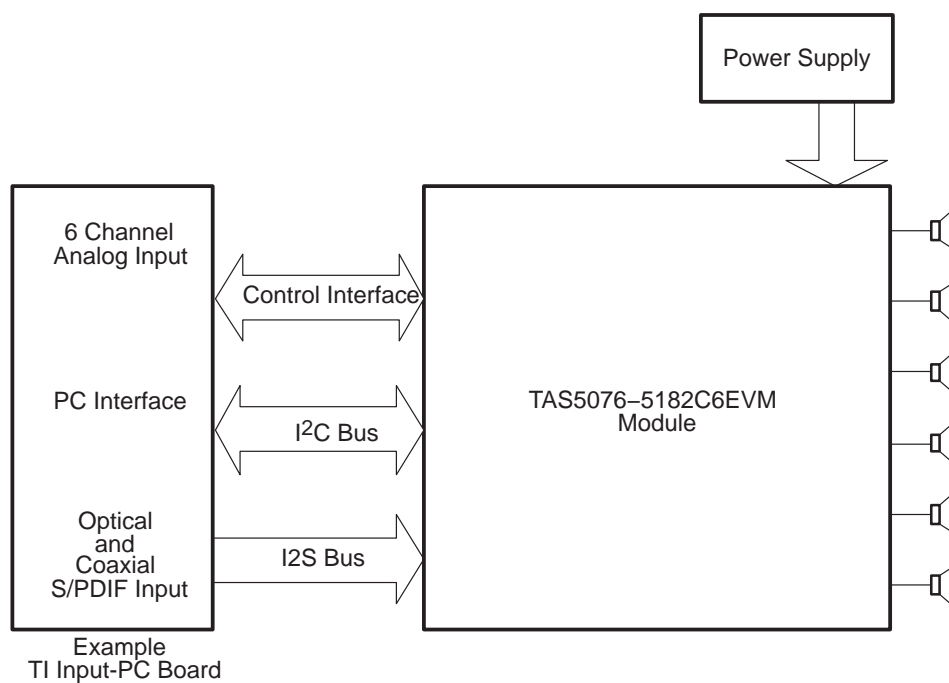 Power Supply
6 Channel
Analog Input
Control Interface
PC Interface
I²C Bus
TAS5076–5182C6EVM
Module
Optical
and
Coaxial
S/PDIF Input
I2S Bus
Example
TI Input-PC Board